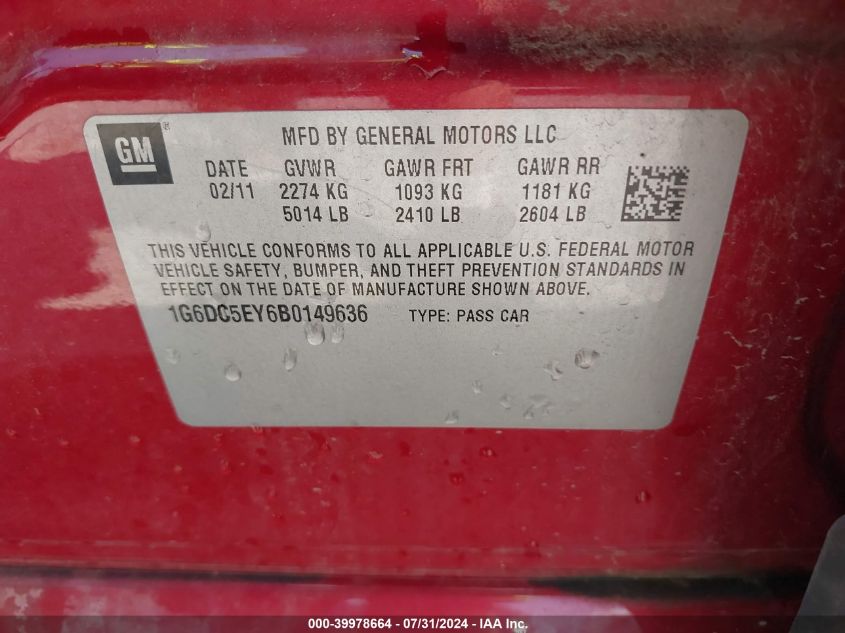 GM ®
MFD BY GENERAL MOTORS LLC
DATE GVWR GAWR FRT GAWR RR
02/11 2274 KG 1093 KG 1181 KG
5014 LB 2410 LB 2604 LB
THIS VEHICLE CONFORMS TO ALL APPLICABLE U.S. FEDERAL MOTOR
VEHICLE SAFETY, BUMPER, AND THEFT PREVENTION STANDARDS IN
EFFECT ON THE DATE OF MANUFACTURE SHOWN ABOVE.
1G6DC5EY6B0149636 TYPE: PASS CAR
000-39978664 / 07/31/2024 - IAA